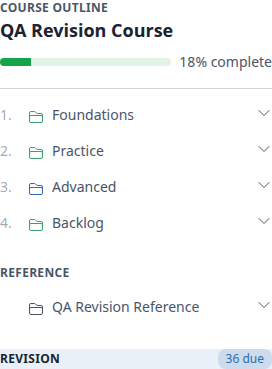 COURSE OUTLINE
QA Revision Course
18% complete
1. Foundations
2. Practice
3. Advanced
4. Backlog
REFERENCE
QA Revision Reference
REVISION 36 due